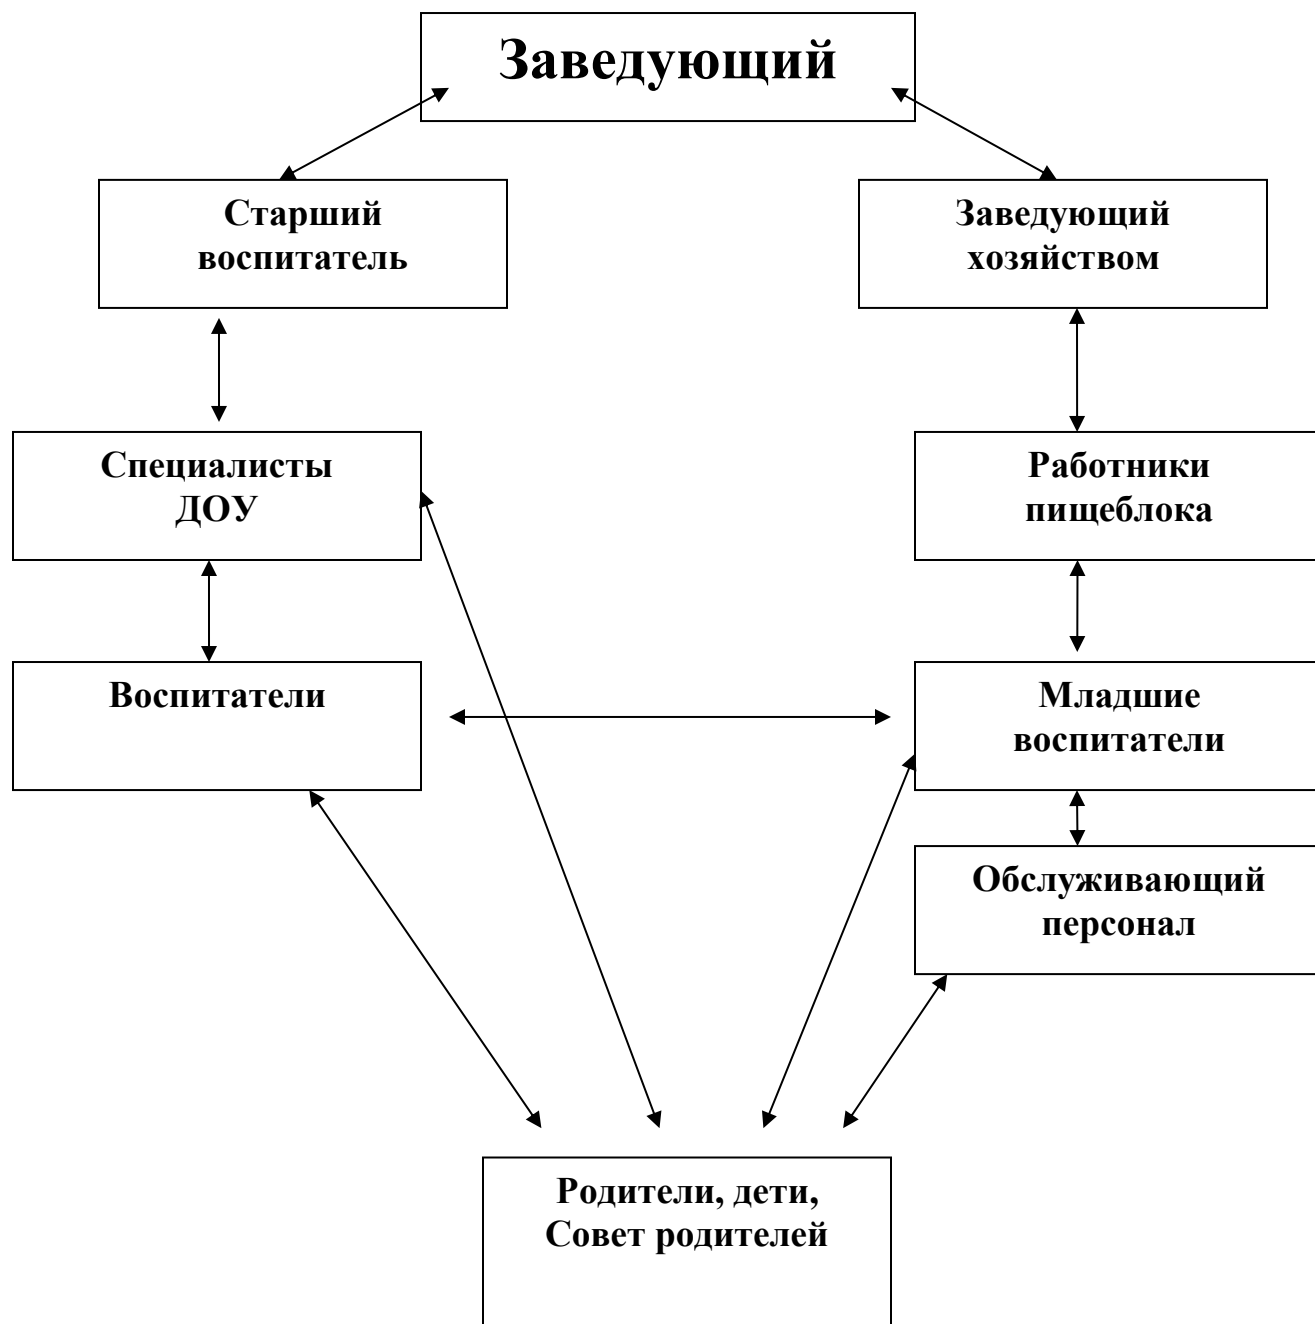 Заведующий
Старший
воспитатель
Заведующий
хозяйством
Специалисты
ДОУ
Работники
пищеблока
Воспитатели
Младшие
воспитатели
Обслуживающий
персонал
Родители, дети,
Совет родителей